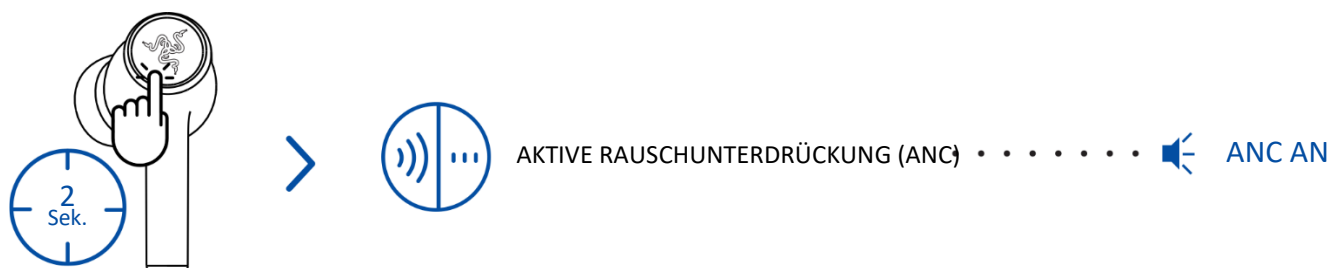 2
Sek.
AKTIVE RAUSCHUNTERDRÜCKUNG (ANC)
ANC AN